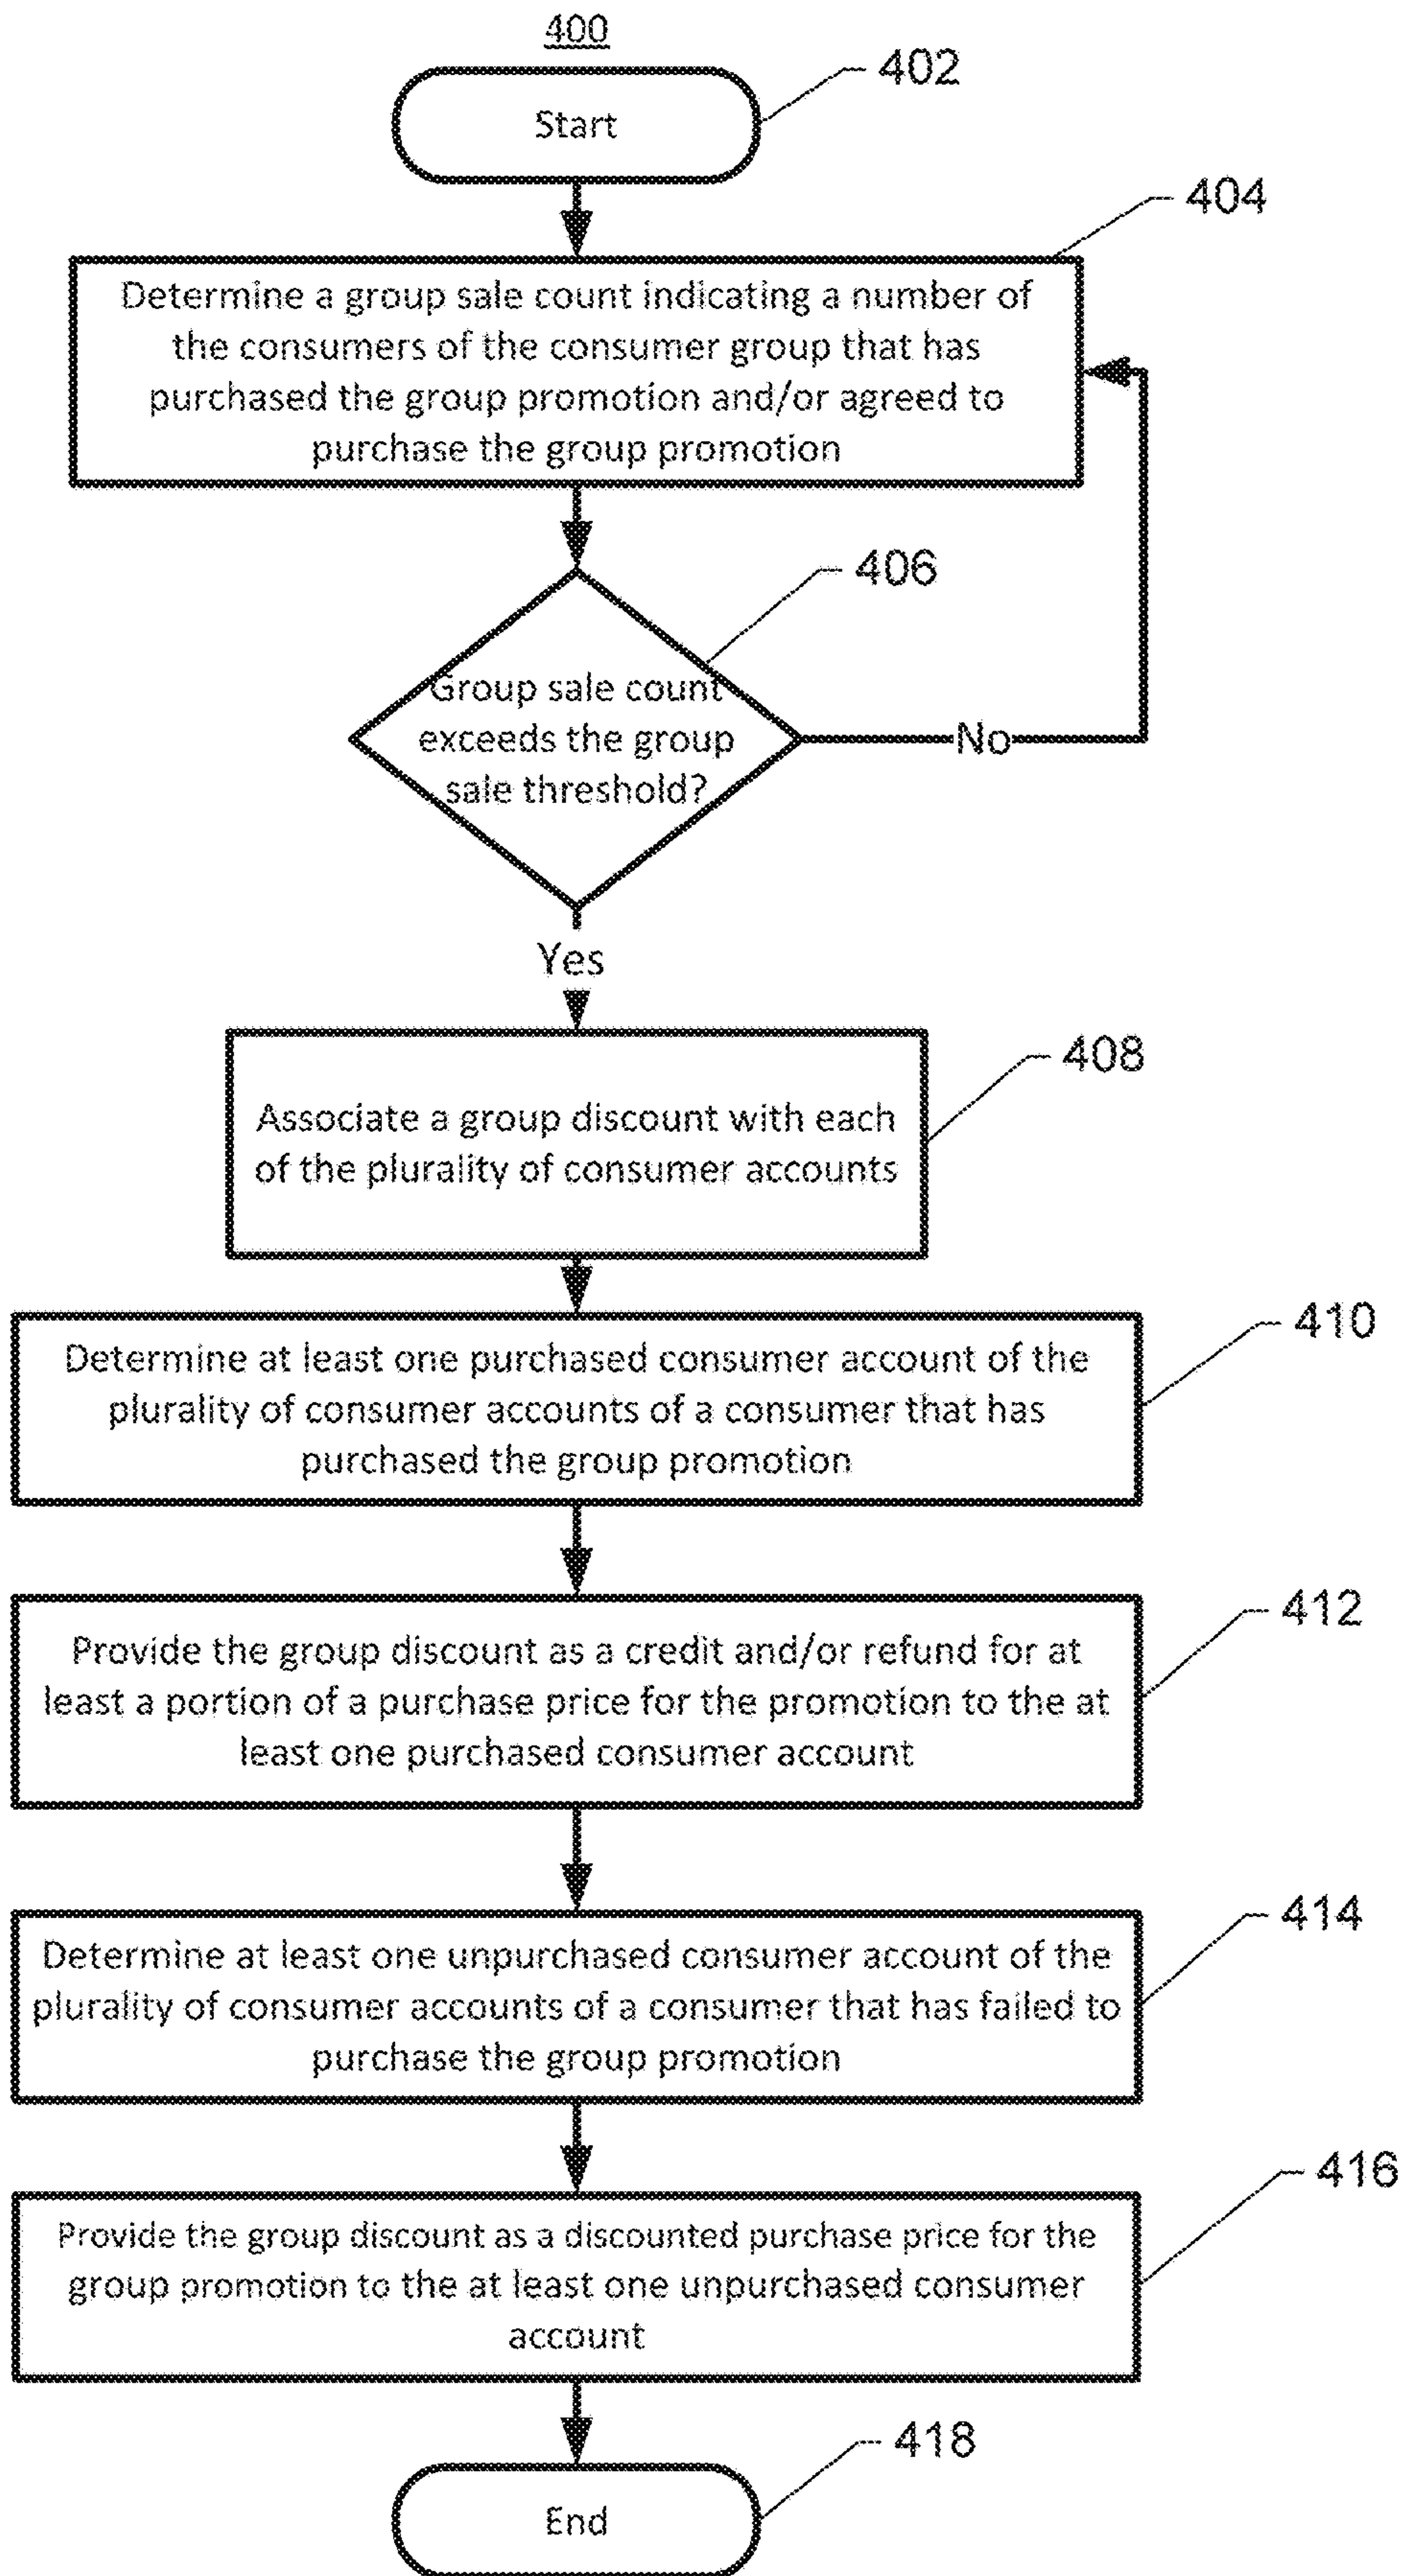 400
402
Start
404
Determine a group sale count indicating a number of
the consumers of the consumer group that has
purchased the group promotion and/or agreed to
purchase the group promotion
406
Group sale count
exceeds the group
sale threshold?
No
Yes
408
Associate a group discount with each
of the plurality of consumer accounts
410
Determine at least one purchased consumer account of the
plurality of consumer accounts of a consumer that has
purchased the group promotion
412
Provide the group discount as a credit and/or refund for at
least a portion of a purchase price for the promotion to the at
least one purchased consumer account
414
Determine at least one unpurchased consumer account of the
plurality of consumer accounts of a consumer that has failed to
purchase the group promotion
416
Provide the group discount as a discounted purchase price for the
group promotion to the at least one unpurchased consumer
account
418
End